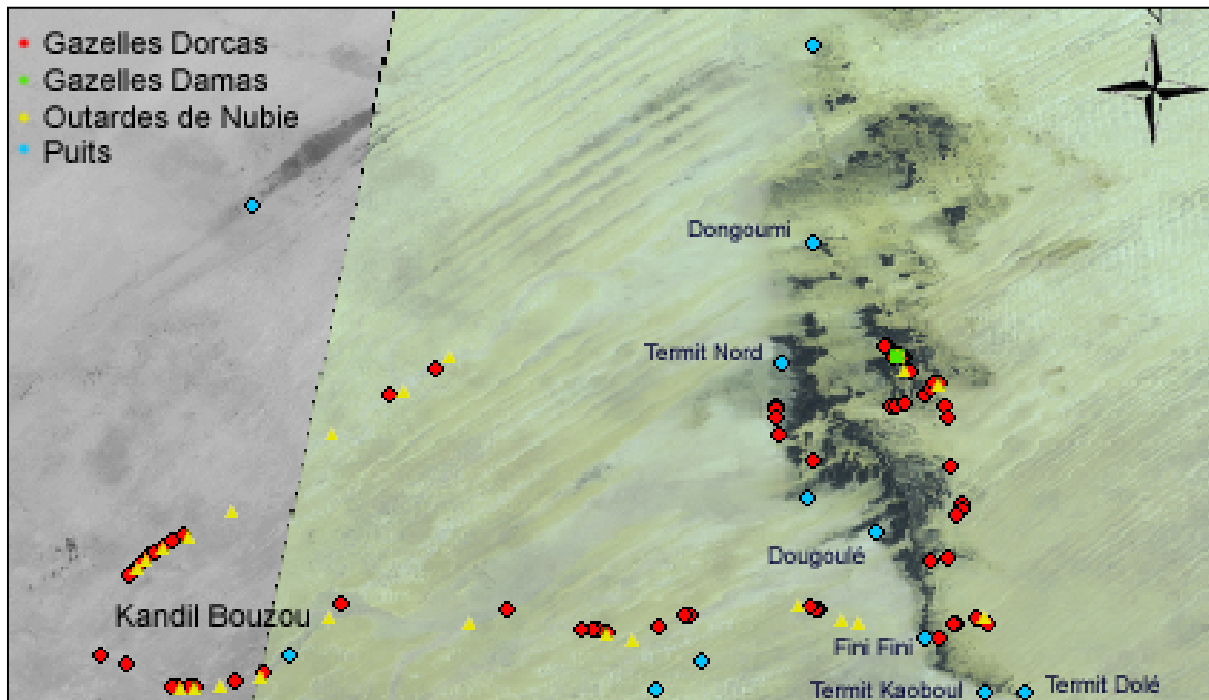 Gazelles Dorcas
Gazelles Damas
Outardes de Nubie
Puits
Dongoumi
Termit Nord
Dougoulé
Kandil Bouzou
Fini Fini
Termit Kaoboul
Termit Dolé